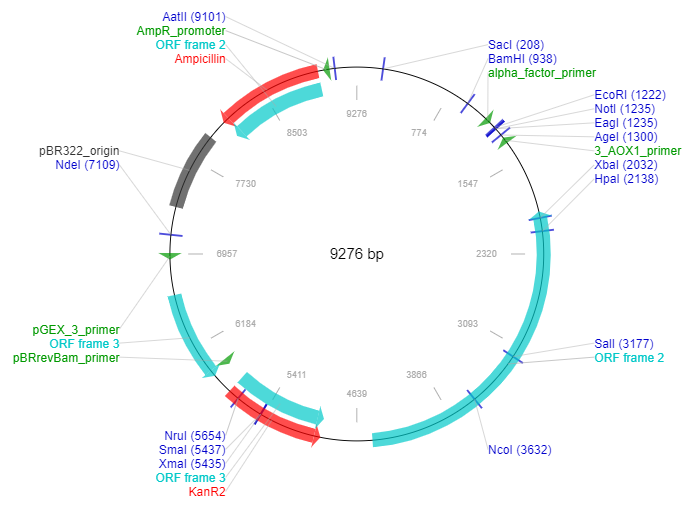 AatII (9101)
AmpR_promoter
ORF frame 2
Ampicillin
SacI (208)
BamHI (938)
alpha_factor_primer
EcoRI (1222)
NotI (1235)
EagI (1235)
AgeI (1300)
3_AOX1_primer
XbaI (2032)
HpaI (2138)
pBR322_origin
NdeI (7109)
9276
774
1547
2320
3093
3866
4639
5411
6184
6957
7730
8503
9276 bp
pGEX_3_primer
ORF frame 3
pBRrevBam_primer
SalI (3177)
ORF frame 2
NcoI (3632)
NruI (5654)
SmaI (5437)
XmaI (5435)
ORF frame 3
KanR2